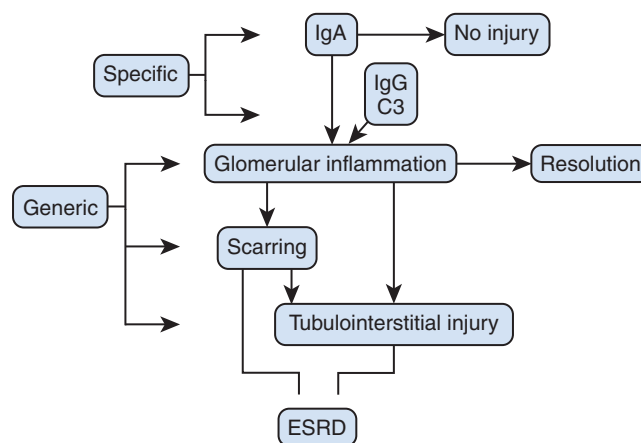 IgA
No injury
Specific
IgG
C3
Glomerular inflammation
Resolution
Generic
Scarring
Tubulointerstitial injury
ESRD